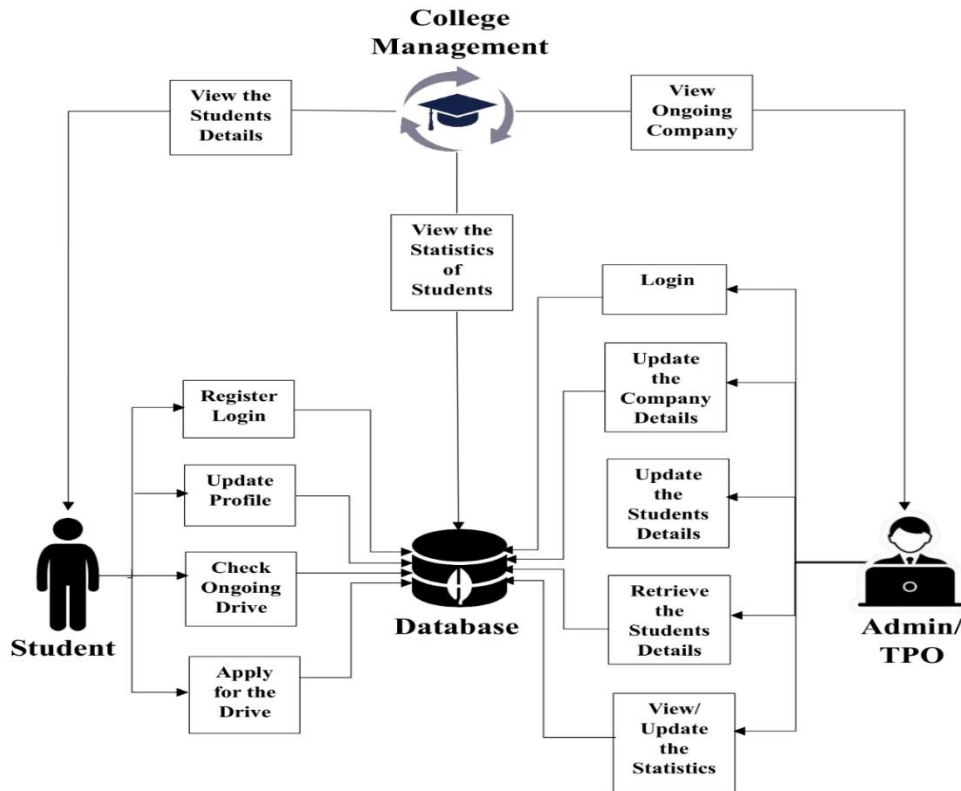 College
Management
View the
Students
Details
View
Ongoing
Company
View the
Statistics
of
Students
Login
Update
the
Company
Details
Register
Login
Update
Profile
Update
the
Students
Details
Check
Ongoing
Drive
Retrieve
the
Students
Details
Student
Database
Admin/
TPO
Apply
for the
Drive
View/
Update
the
Statistics